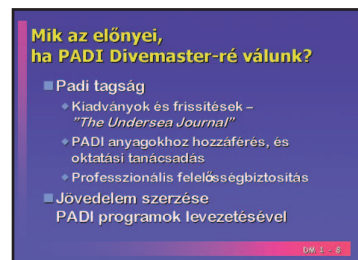 Mik az előnyei,
ha PADI Divemaster-ré válunk?
Padi tagság
Kiadványok és frissítések –
"The Undersea Journal"
PADI anyagokhoz hozzáférés, és
oktatási tanácsadás
Professzionális felelősségbiztosítás
Jövedelem szerzése
PADI programok levezetésével
DM 1 - 8